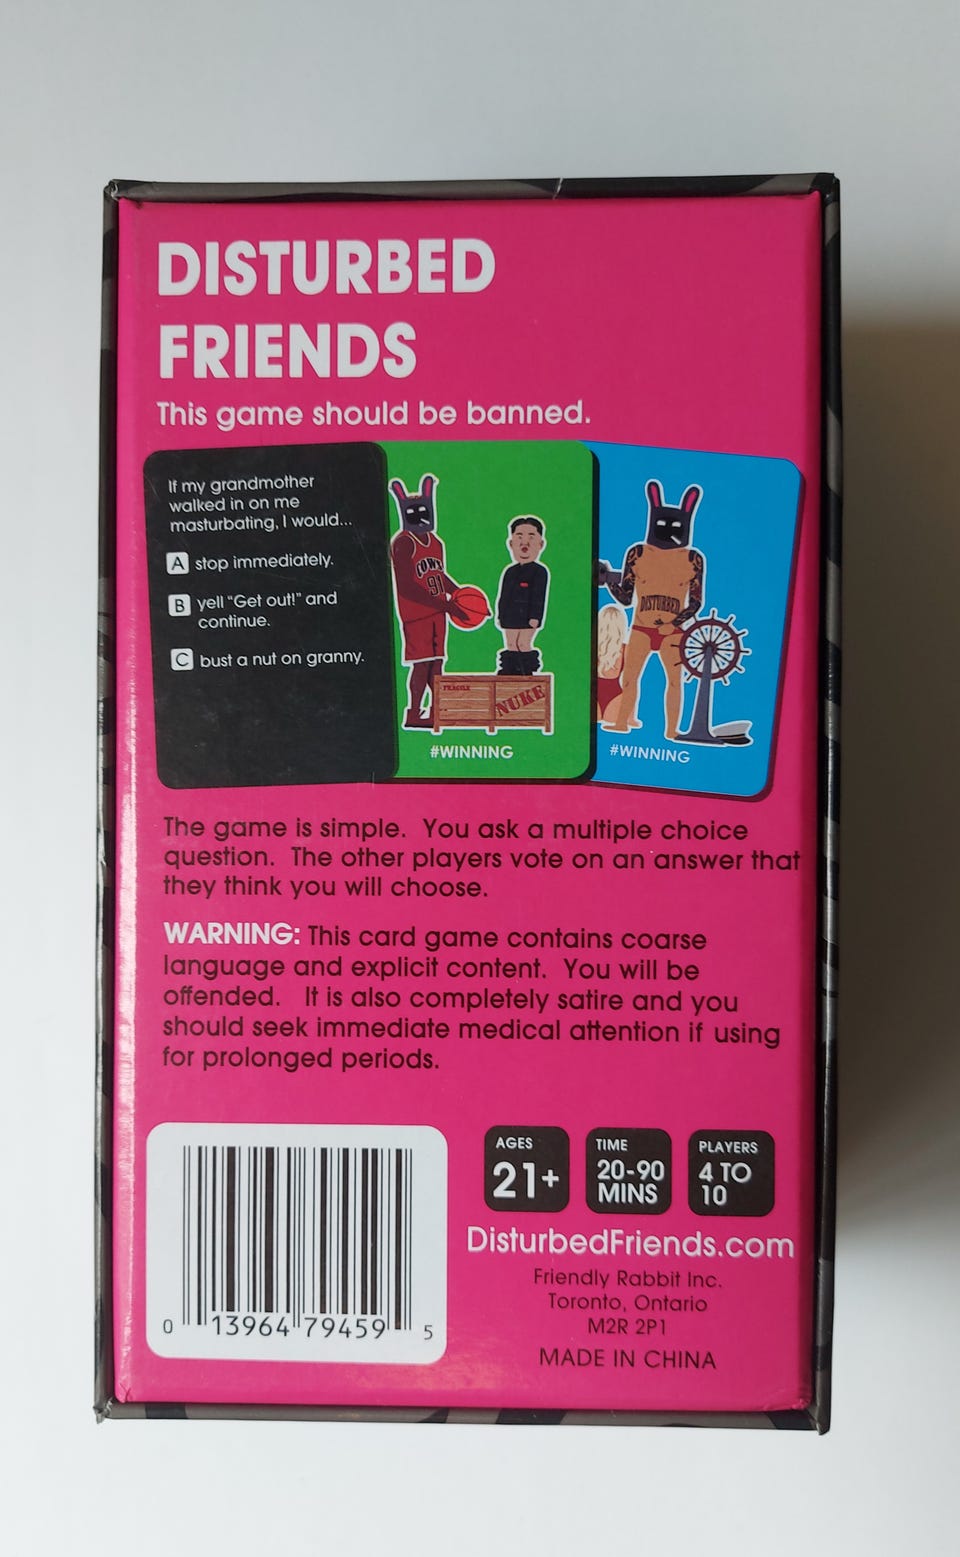 DISTURBED
FRIENDS
This game should be banned.
If my grandmother
walked in on me
masturbating, I would...
A stop immediately.
B yell “Get out!” and
continue.
C bust a nut on granny.
COWS
91
FRAGILE
NUKE
#WINNING
DISTURBED
#WINNING
The game is simple. You ask a multiple choice
question. The other players vote on an answer that
they think you will choose.
WARNING: This card game contains coarse
language and explicit content. You will be
offended. It is also completely satire and you
should seek immediate medical attention if using
for prolonged periods.
0 13964 79459 5
AGES
21+
TIME
20-90
MINS
PLAYERS
4 TO
10
DisturbedFriends.com
Friendly Rabbit Inc.
Toronto, Ontario
M2R 2P1
MADE IN CHINA